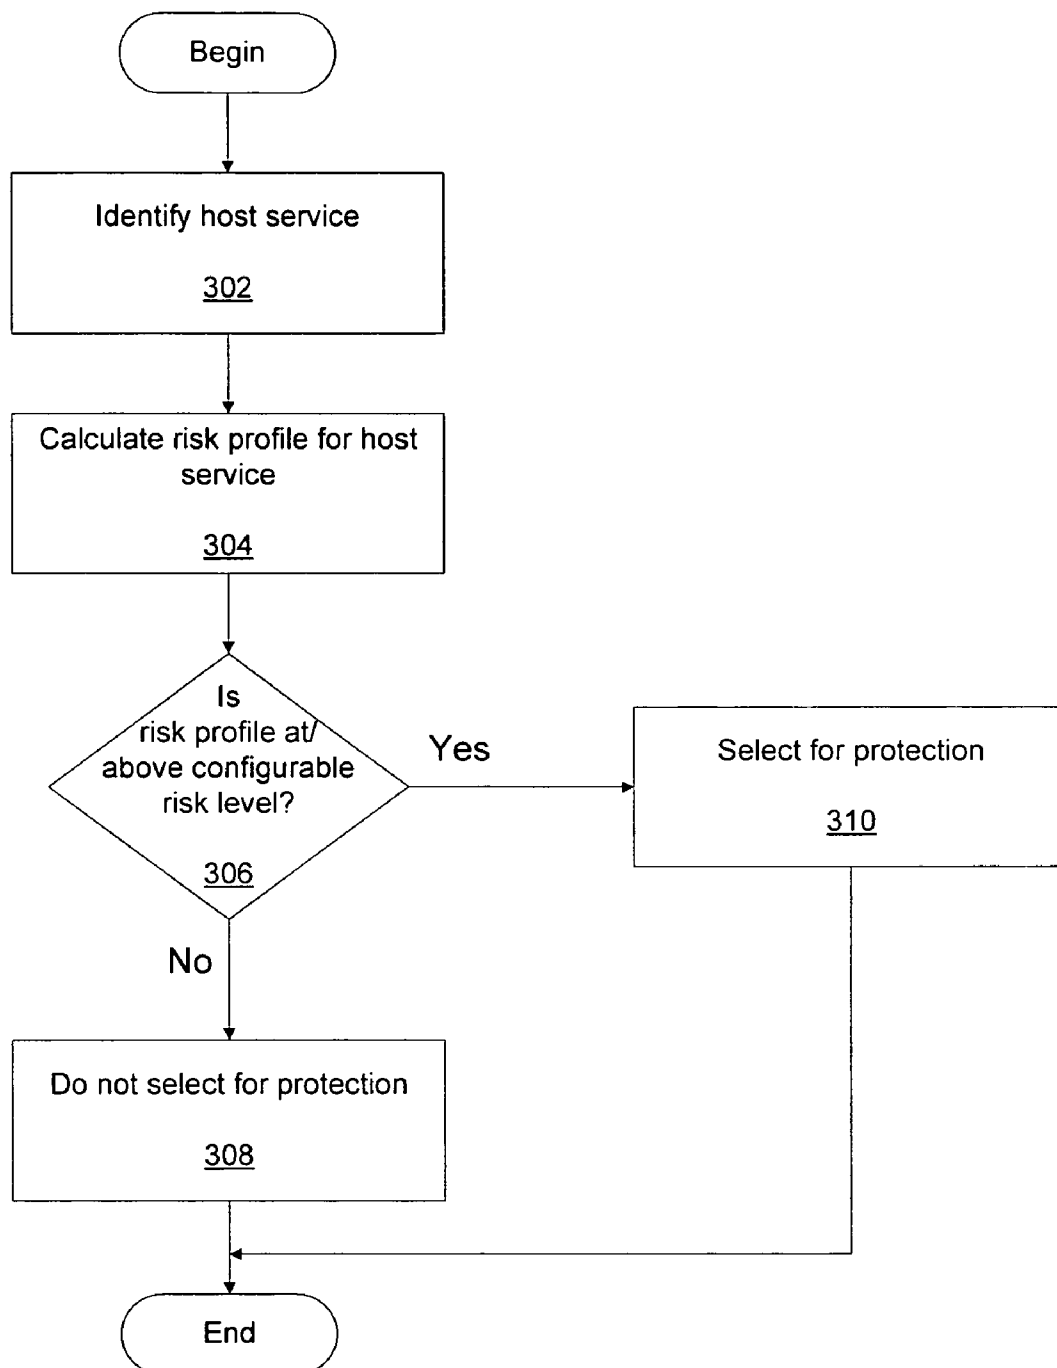 Begin
Identify host service
302
Calculate risk profile for host
service
304
Is
risk profile at/
above configurable
risk level?
306
Yes
Select for protection
310
No
Do not select for protection
308
End